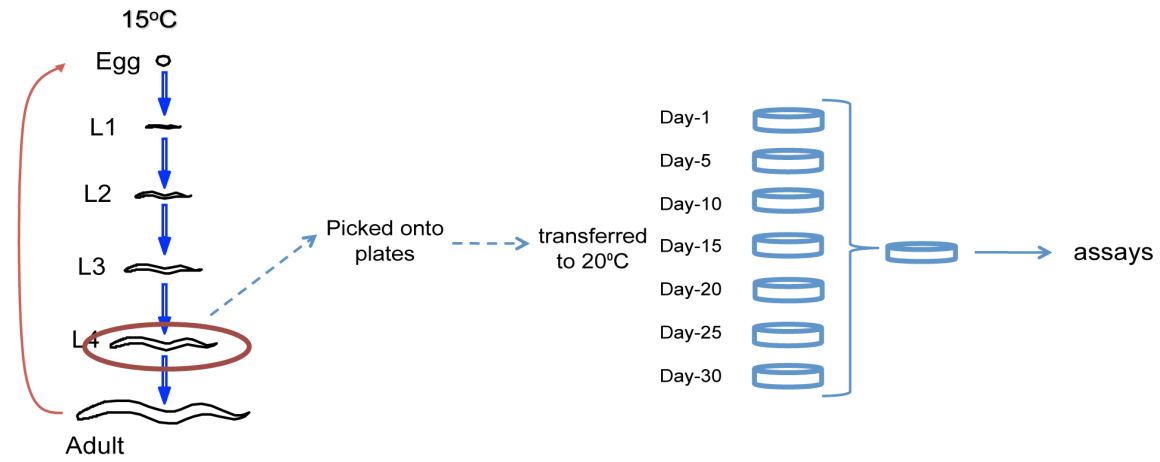 15ºC
Egg
L1
L2
L3
L4
Adult
Picked onto
plates
transferred
to 20ºC
Day-1
Day-5
Day-10
Day-15
Day-20
Day-25
Day-30
assays